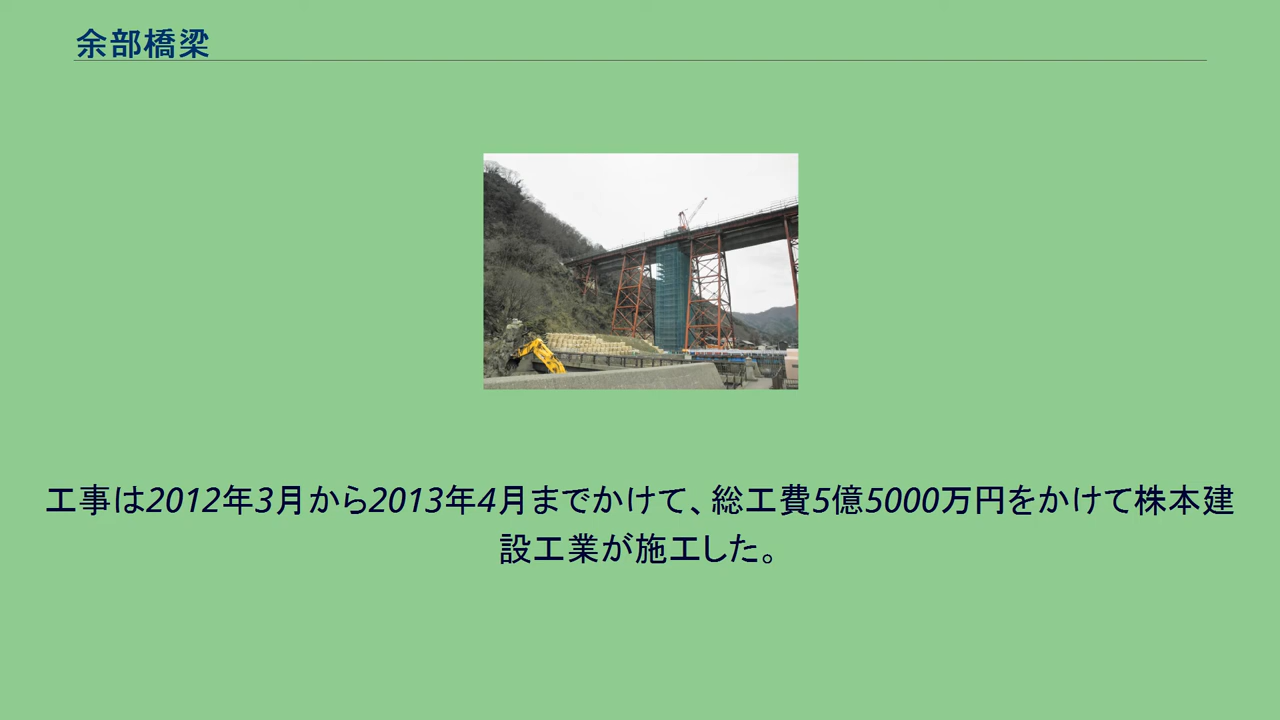 余部橋梁
工事は2012年3月から2013年4月までかけて、総工費5億5000万円をかけて株本建
設工業が施工した。